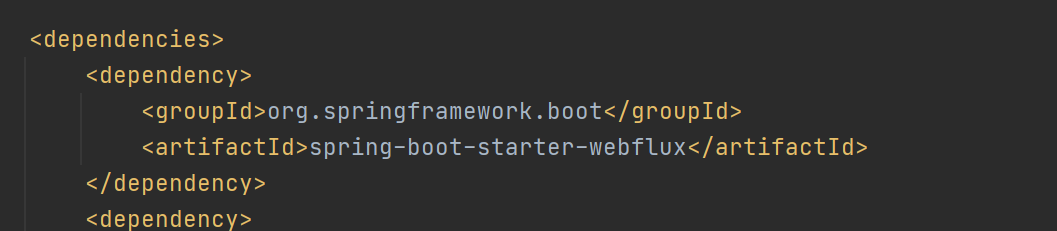 <dependencies>
<dependency>
<groupId>org.springframework.boot</groupId>
<artifactId>spring-boot-starter-webflux</artifactId>
</dependency>
<dependency>